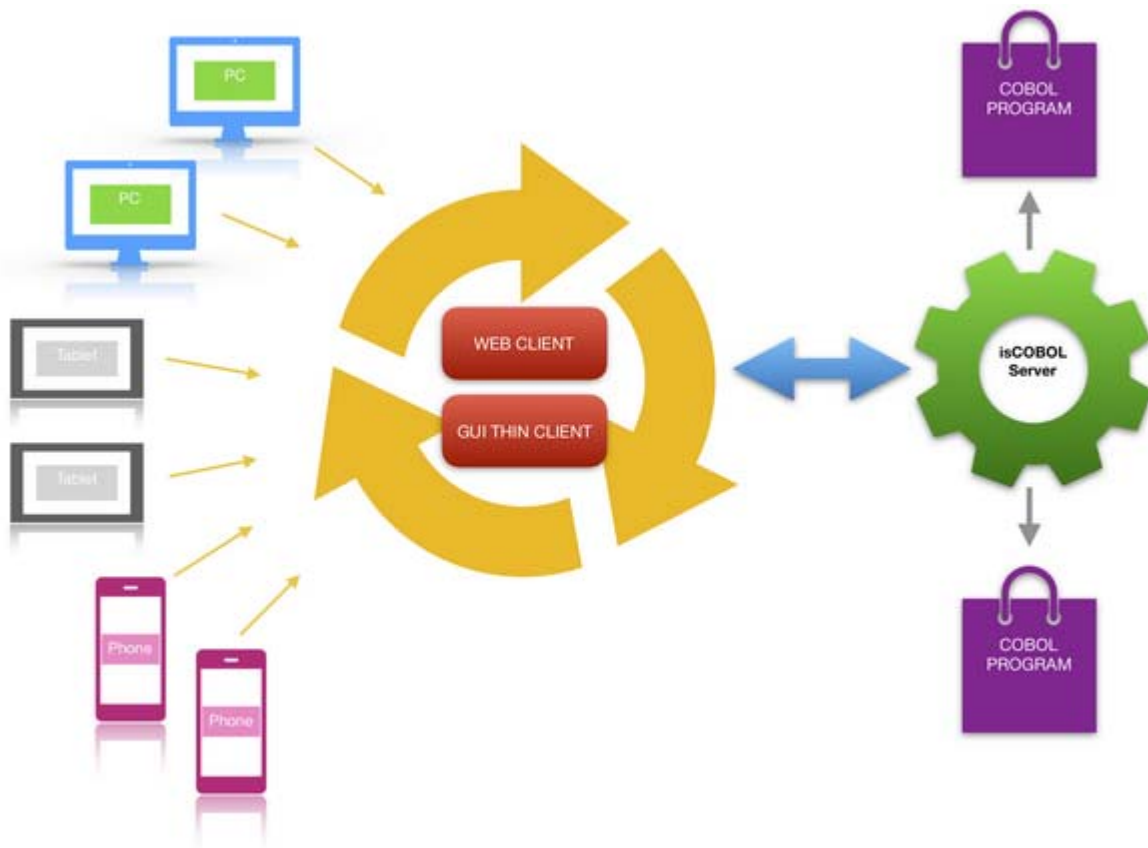 PC
PC
Tablet
Tablet
Phone
Phone
WEB CLIENT
GUI THIN CLIENT
COBOL
PROGRAM
isCOBOL
Server
COBOL
PROGRAM